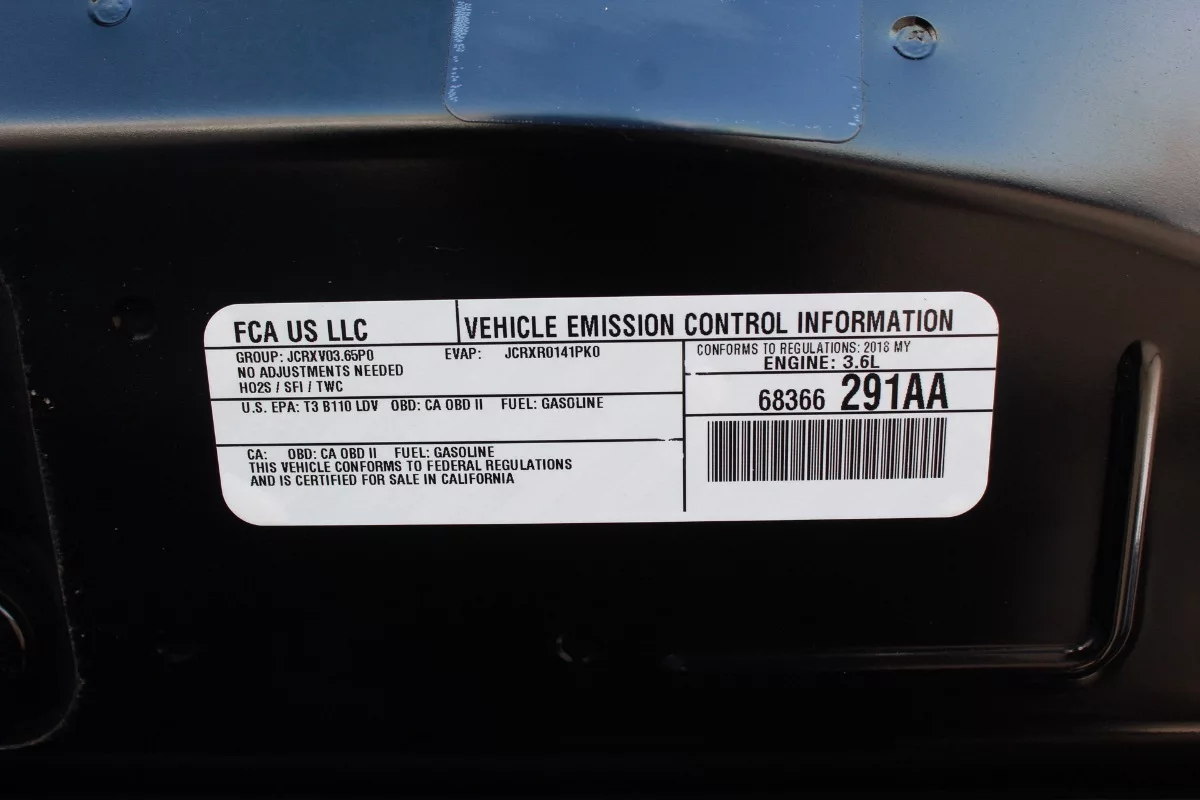 FCA US LLC
VEHICLE EMISSION CONTROL INFORMATION
GROUP: JCRXV03.65P0 EVAP: JCRXR0141PK0
NO ADJUSTMENTS NEEDED
HO2S / SFI / TWC
U.S. EPA: T3 B110 LDV OBD: CA OBD II FUEL: GASOLINE
CA: OBD: CA OBD II FUEL: GASOLINE
THIS VEHICLE CONFORMS TO FEDERAL REGULATIONS
AND IS CERTIFIED FOR SALE IN CALIFORNIA
CONFORMS TO REGULATIONS: 2018 MY
ENGINE: 3.6L
68366 291AA